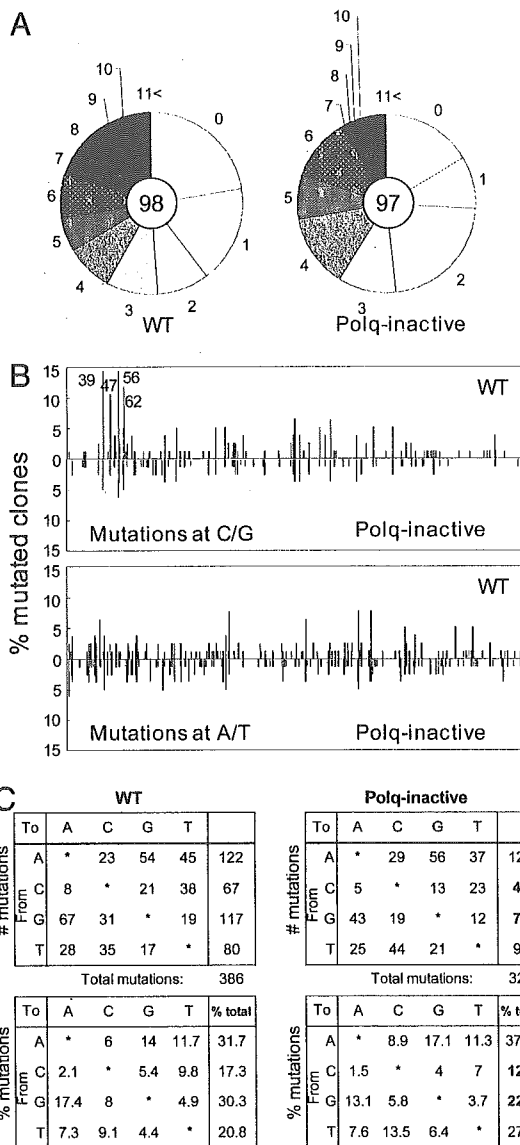 A
10
9
8
7
6
5
4
3
2
1
0
11<
98
WT
10
9
8
7
6
5
4
3
2
1
0
11<
97
Polq-inactive
B
% mutated clones
15
10
5
0
5
10
15
39
47
56
62
WT
Mutations at C/G Polq-inactive
15
10
5
0
5
10
15
WT
Mutations at A/T Polq-inactive
C
WT
# mutations
From
To A C G T
A * 23 54 45 122
C 8 * 21 38 67
G 67 31 * 19 117
T 28 35 17 * 80
Total mutations: 386
% mutations
From
To A C G T % total
A * 6 14 11.7 31.7
C 2.1 * 5.4 9.8 17.3
G 17.4 8 * 4.9 30.3
T 7.3 9.1 4.4 * 20.8
Polq-inactive
# mutations
From
To A C G T
A * 29 56 37
C 5 * 13 23
G 43 19 * 12
T 25 44 21 *
Total mutations:
% mutations
From
To A C G T
A * 8.9 17.1 11.3
C 1.5 * 4 7
G 13.1 5.8 * 3.7
T 7.6 13.5 6.4 *